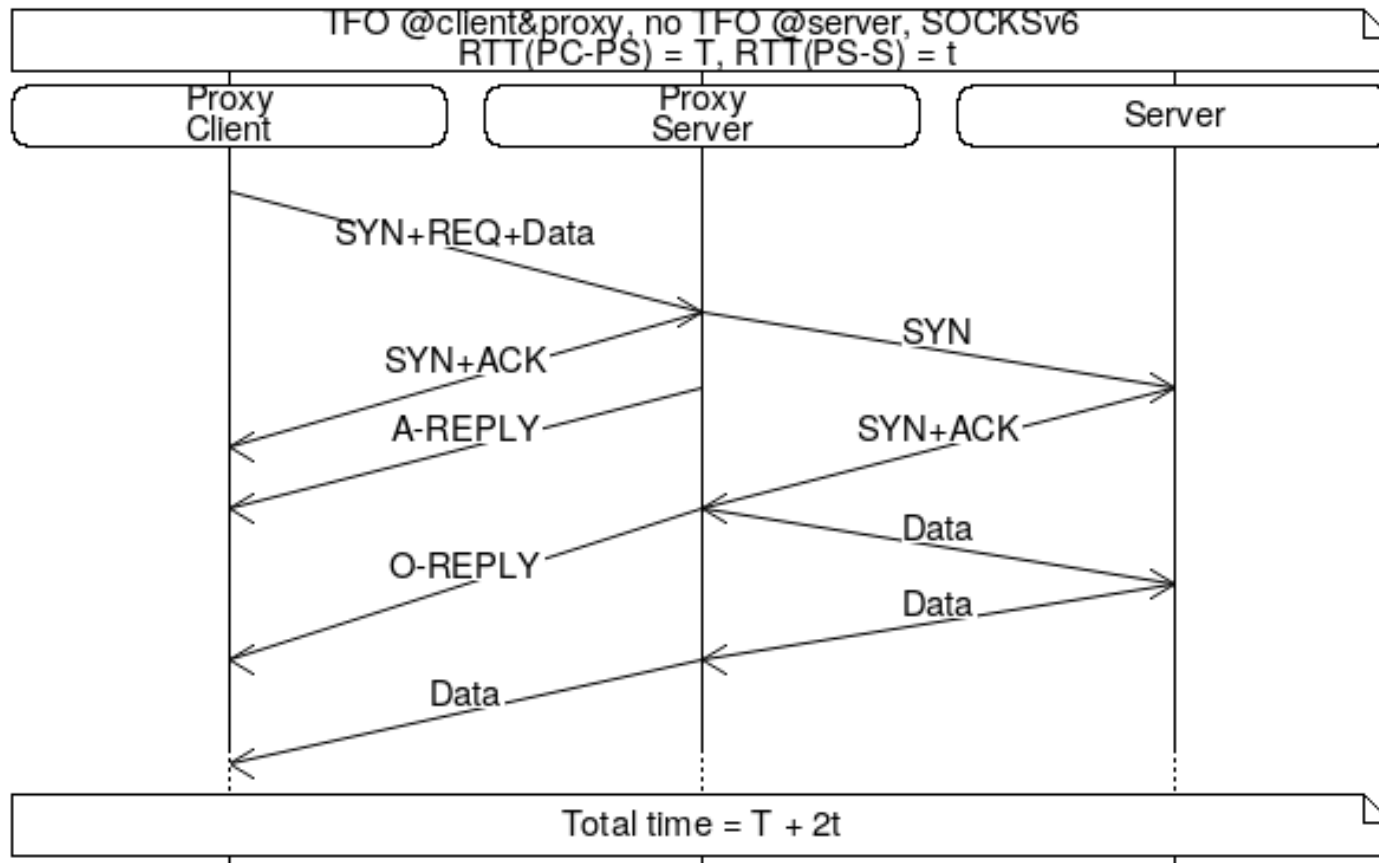 TFO @client&proxy, no TFO @server, SOCKSv6
RTT(PC-PS) = T, RTT(PS-S) = t
Proxy
Client
Proxy
Server
Server
SYN+REQ+Data
SYN
SYN+ACK
A-REPLY
SYN+ACK
Data
O-REPLY
Data
Data
Total time = T + 2t